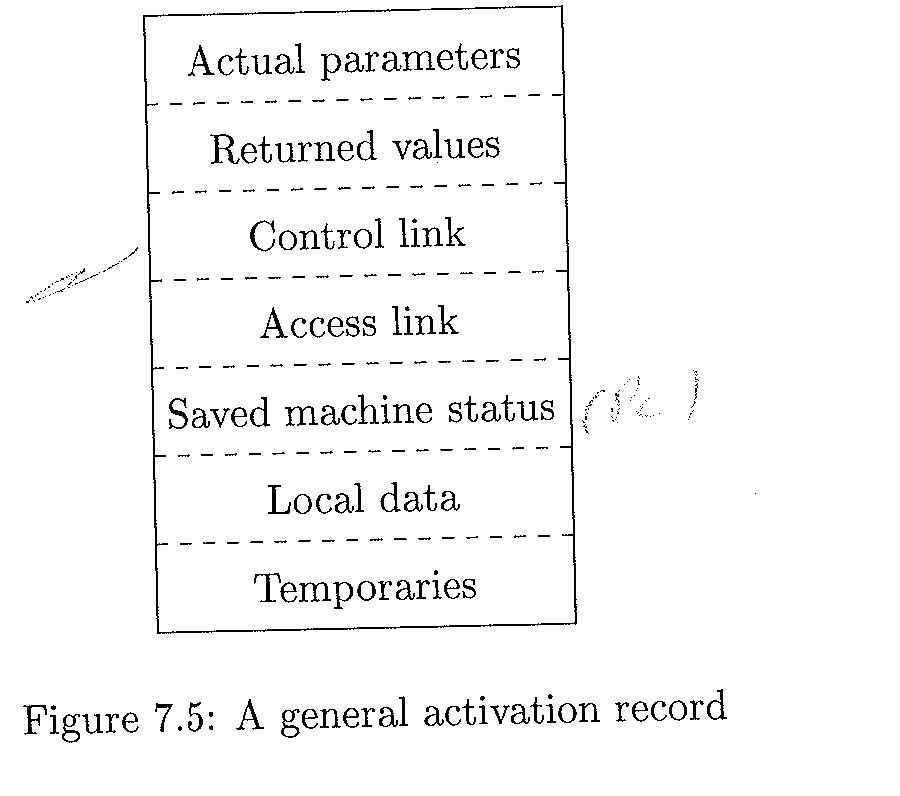 Actual parameters
Returned values
Control link
Access link
Saved machine status
Local data
Temporaries
Figure 7.5: A general activation record